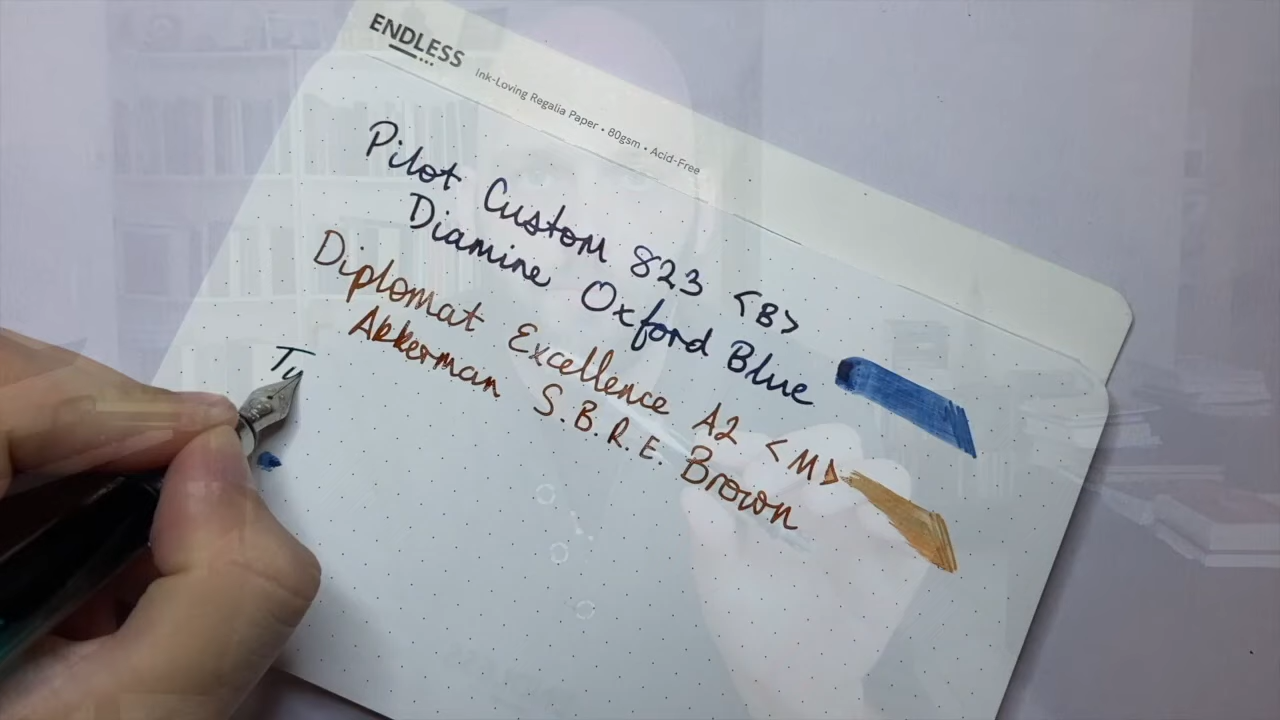 ENDLESS
Ink-Loving Regalia Paper • 80gsm • Acid-Free
Pilot Custom 823 <B>
Diamine Oxford Blue
Diplomat Excellence A2 <M>
Akkerman S.B.R.E. Brown
Tu